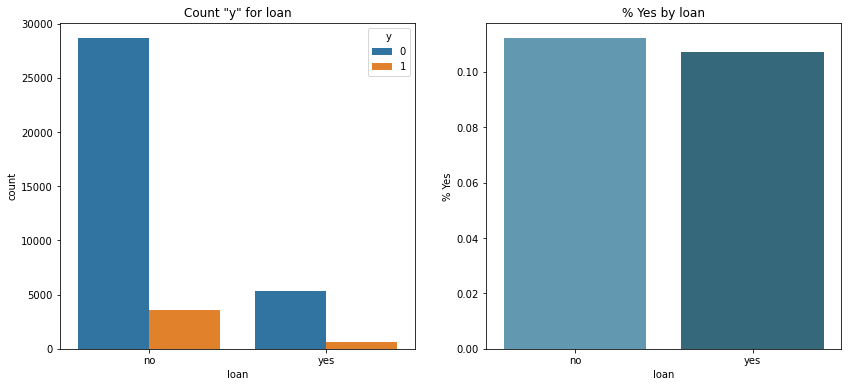 Count "y" for loan
30000
25000
20000
15000
10000
5000
0
count
no
yes
loan
y
0
1
% Yes by loan
0.10
0.08
0.06
0.04
0.02
0.00
% Yes
no
yes
loan